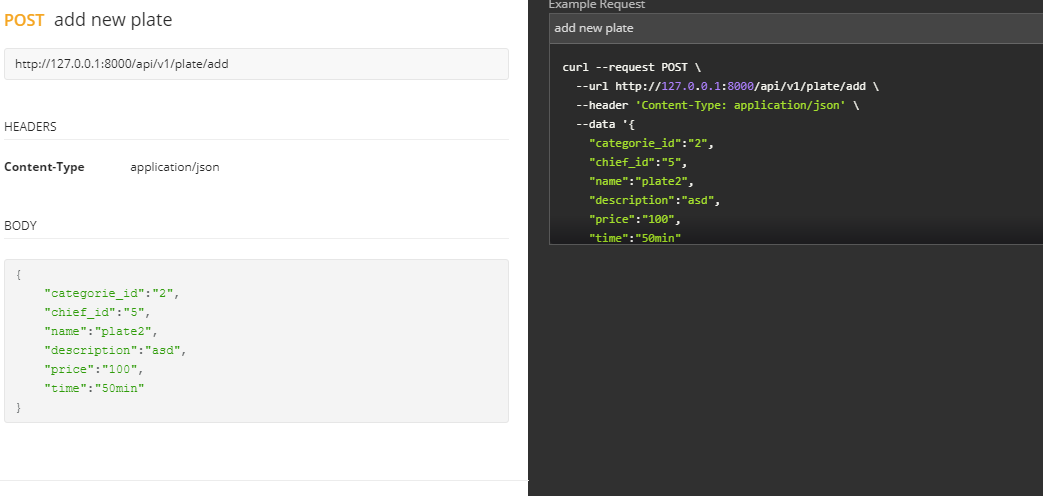 POST add new plate
http://127.0.0.1:8000/api/v1/plate/add
HEADERS
Content-Type application/json
BODY
{
"categorie_id":"2",
"chief_id":"5",
"name":"plate2",
"description":"asd",
"price":"100",
"time":"50min"
}
Example Request
add new plate
curl --request POST \
--url http://127.0.0.1:8000/api/v1/plate/add \
--header 'Content-Type: application/json' \
--data '{
"categorie_id":"2",
"chief_id":"5",
"name":"plate2",
"description":"asd",
"price":"100",
"time":"50min"